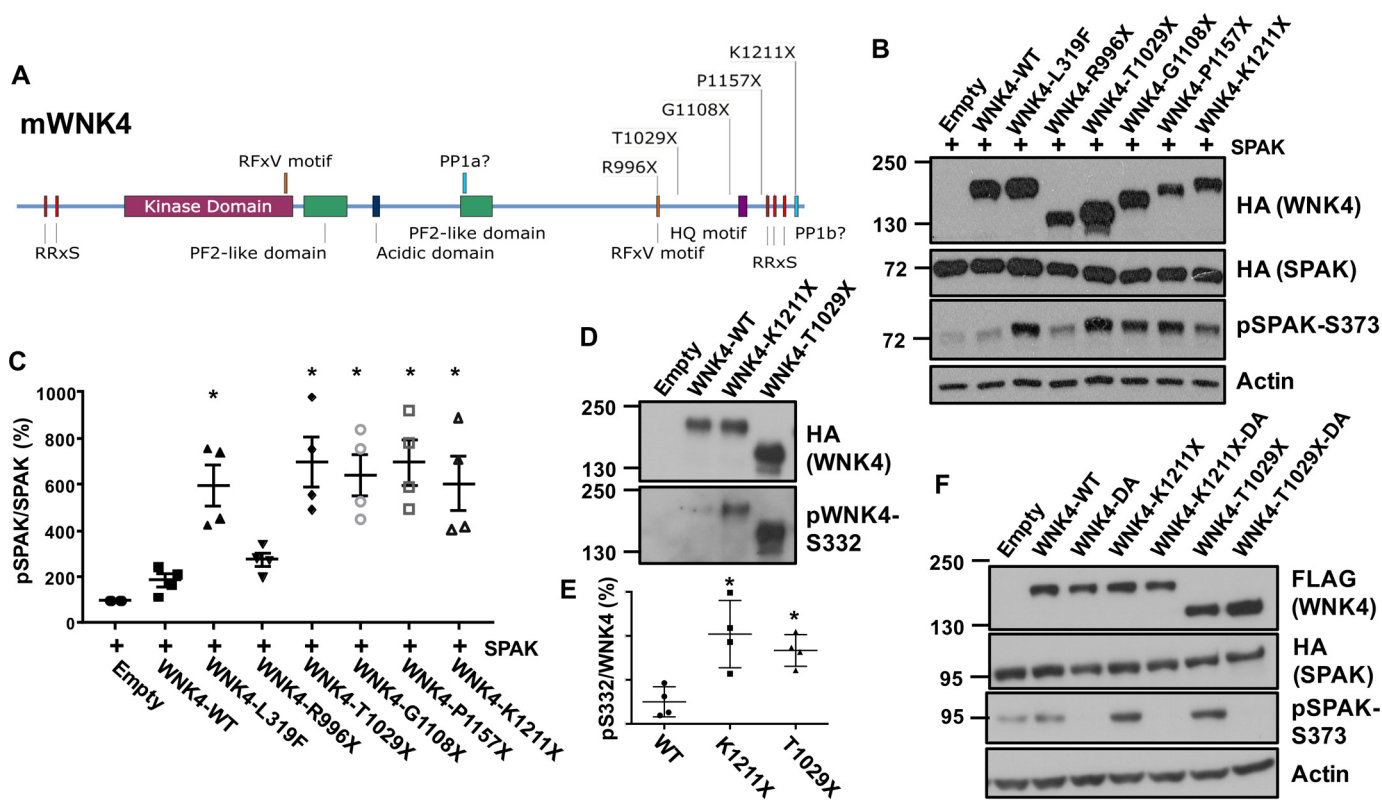 A
mWNK4
K1211X
P1157X
G1108X
T1029X
R996X
RFxV motif
PP1a?
Kinase Domain
RRxS
PF2-like domain
Acidic domain
PF2-like domain
RFxV motif
HQ motif
RRxS
PP1b?
B
Empty
WNK4-WT
WNK4-L319F
WNK4-R996X
WNK4-T1029X
WNK4-G1108X
WNK4-P1157X
WNK4-K1211X
+ + + + + + + + SPAK
250
130
HA (WNK4)
72
HA (SPAK)
72
pSPAK-S373
Actin
C
pSPAK/SPAK (%)
1000
800
600
400
200
0
* * * * *
+ + + + + + + + SPAK
Empty
WNK4-WT
WNK4-L319F
WNK4-R996X
WNK4-T1029X
WNK4-G1108X
WNK4-P1157X
WNK4-K1211X
D
Empty
WNK4-WT
WNK4-K1211X
WNK4-T1029X
250
130
HA
(WNK4)
250
130
pWNK4-
S332
E
pS332/WNK4 (%)
* *
WT
K1211X
T1029X
F
Empty
WNK4-WT
WNK4-DA
WNK4-K1211X
WNK4-K1211X-DA
WNK4-T1029X
WNK4-T1029X-DA
250
130
FLAG
(WNK4)
95
HA
(SPAK)
95
pSPAK-
S373
Actin